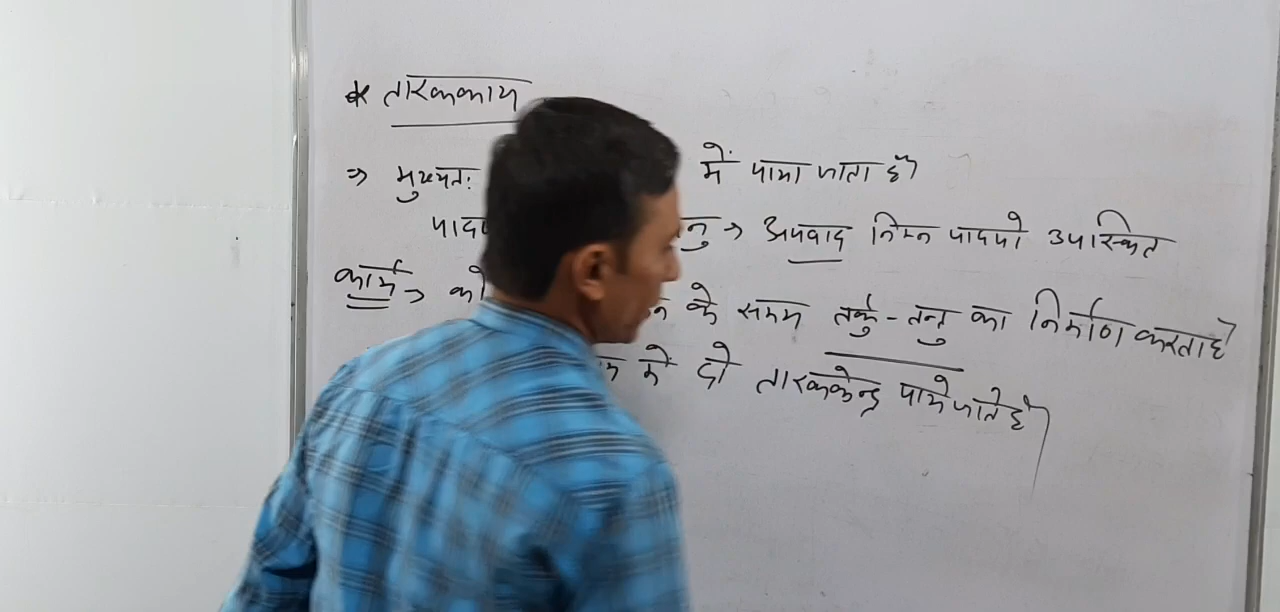 * तारककाय
⇒ मुख्यतः में पाया जाता है
पादप नु → अपवाद निम्न पादपो उपस्थित
कार्य → को न के समय तर्कु-तन्तु का निर्माण करता है
में दो तारककेन्द्र पाये जाते है